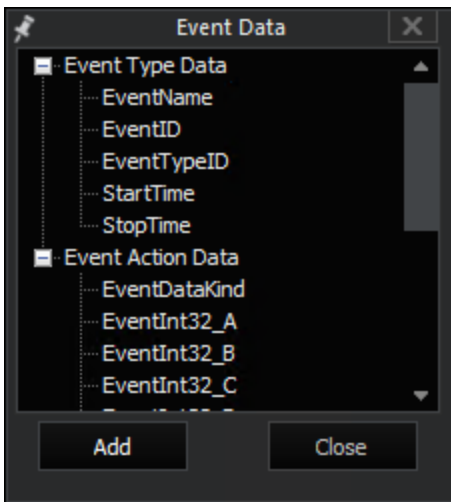 Event Data
Event Type Data
EventName
EventID
EventTypeID
StartTime
StopTime
Event Action Data
EventDataKind
EventInt32_A
EventInt32_B
EventInt32_C
Add
Close